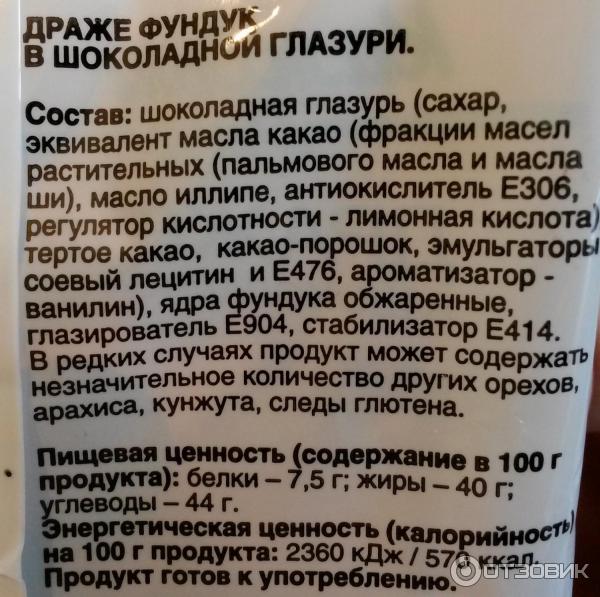 ДРАЖЕ ФУНДУК
В ШОКОЛАДНОЙ ГЛАЗУРИ.
Состав: шоколадная глазурь (сахар,
эквивалент масла какао (фракции масел
растительных (пальмового масла и масла
ши), масло иллипе, антиокислитель Е306,
регулятор кислотности - лимонная кислота)
тертое какао, какао-порошок, эмульгаторы
соевый лецитин и Е476, ароматизатор -
ванилин), ядра фундука обжаренные,
глазирователь Е904, стабилизатор Е414.
В редких случаях продукт может содержать
незначительное количество других орехов,
арахиса, кунжута, следы глютена.
Пищевая ценность (содержание в 100 г
продукта): белки – 7,5 г; жиры – 40 г;
углеводы – 44 г.
Энергетическая ценность (калорийность)
на 100 г продукта: 2360 кДж / 570 ккал.
Продукт готов к употреблению.
ОТЗОВИК